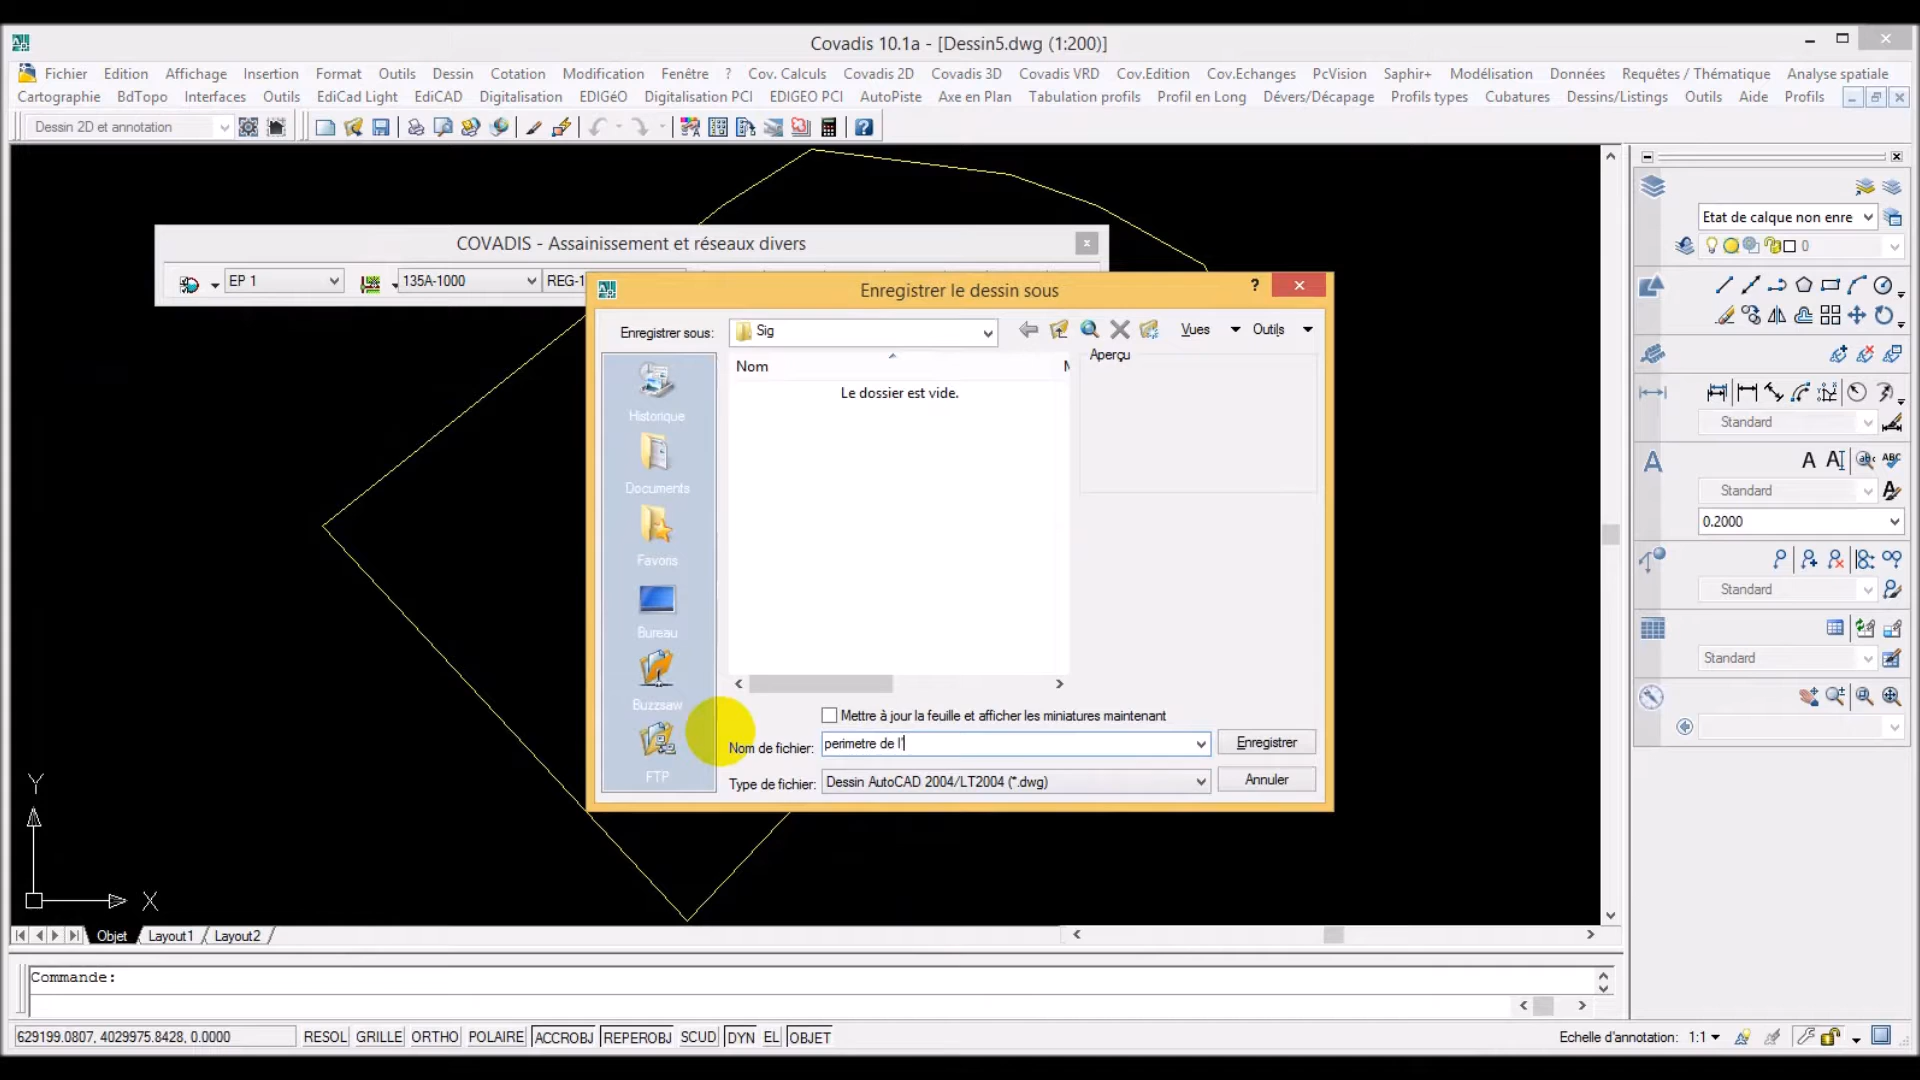 Covadis 10.1a - [Dessin5.dwg (1:200)]
Fichier Edition Affichage Insertion Format Outils Dessin Cotation Modification Fenêtre ? Cov. Calculs Covadis 2D Covadis 3D Covadis VRD Cov.Edition Cov.Echanges PcVision Saphir+ Modélisation Données Requêtes / Thématique Analyse spatiale
Cartographie BdTopo Interfaces Outils EdiCad Light EdiCAD Digitalisation EDIGéO Digitalisation PCI EDIGEO PCI AutoPiste Axe en Plan Tabulation profils Profil en Long Dévers/Décapage Profils types Cubatures Dessins/Listings Outils Aide Profils
Dessin 2D et annotation
Etat de calque non enre
0
COVADIS - Assainissement et réseaux divers
EP 1 135A-1000 REG-1
Enregistrer le dessin sous
?
Enregistrer sous: Sig Vues Outils
Aperçu
Nom
Le dossier est vide.
Historique
Documents
Favoris
Bureau
Buzzsaw
FTP
Mettre à jour la feuille et afficher les miniatures maintenant
Nom de fichier: perimetre de l' Enregistrer
Type de fichier: Dessin AutoCAD 2004/LT2004 (*.dwg) Annuler
Standard
A A ABC
Standard
0.2000
Standard
Standard
Y
X
Objet Layout1 Layout2
Commande:
629199.0807, 4029975.8428, 0.0000 RESOL GRILLE ORTHO POLAIRE ACCROBJ REPEROBJ SCUD DYN EL OBJET Echelle d'annotation: 1:1